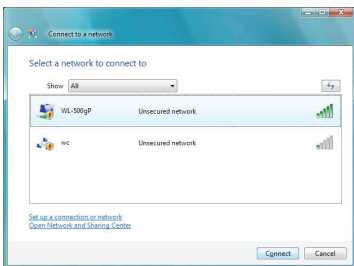 Connect to a network
Select a network to connect to
Show All
WL-500gP Unsecured network
wc Unsecured network
Set up a connection or network
Open Network and Sharing Center
Connect Cancel